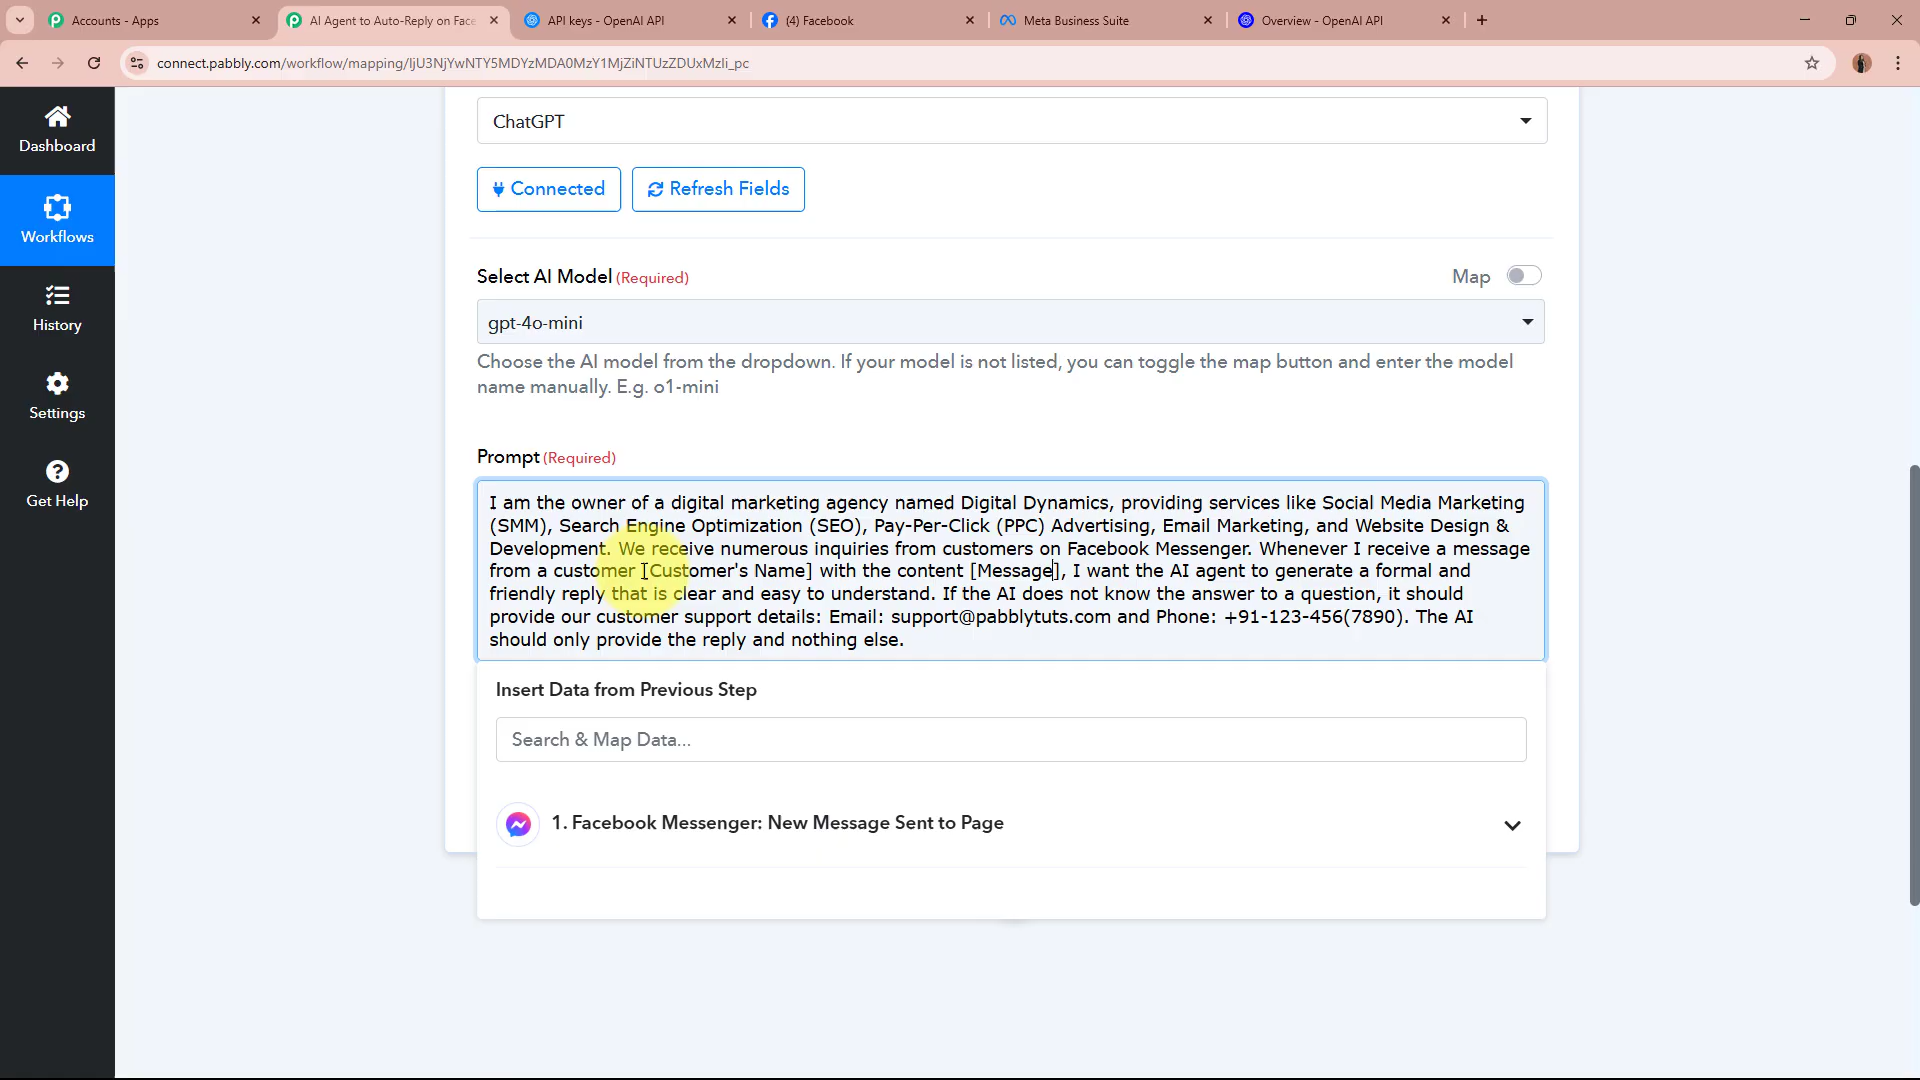 Accounts - Apps
AI Agent to Auto-Reply on Face
API keys - OpenAI API
(4) Facebook
Meta Business Suite
Overview - OpenAI API
connect.pabbly.com/workflow/mapping/IjU3NjYwNTY5MDYzMDA0MzY1MjZiNTUzZDUxMzIi_pc
Dashboard
Workflows
History
Settings
Get Help
ChatGPT
Connected
Refresh Fields
Select AI Model (Required)
Map
gpt-4o-mini
Choose the AI model from the dropdown. If your model is not listed, you can toggle the map button and enter the model
name manually. E.g. o1-mini
Prompt (Required)
I am the owner of a digital marketing agency named Digital Dynamics, providing services like Social Media Marketing
(SMM), Search Engine Optimization (SEO), Pay-Per-Click (PPC) Advertising, Email Marketing, and Website Design &
Development. We receive numerous inquiries from customers on Facebook Messenger. Whenever I receive a message
from a customer [Customer's Name] with the content [Message], I want the AI agent to generate a formal and
friendly reply that is clear and easy to understand. If the AI does not know the answer to a question, it should
provide our customer support details: Email: support@pabblytuts.com and Phone: +91-123-456(7890). The AI
should only provide the reply and nothing else.
Insert Data from Previous Step
Search & Map Data...
1. Facebook Messenger: New Message Sent to Page